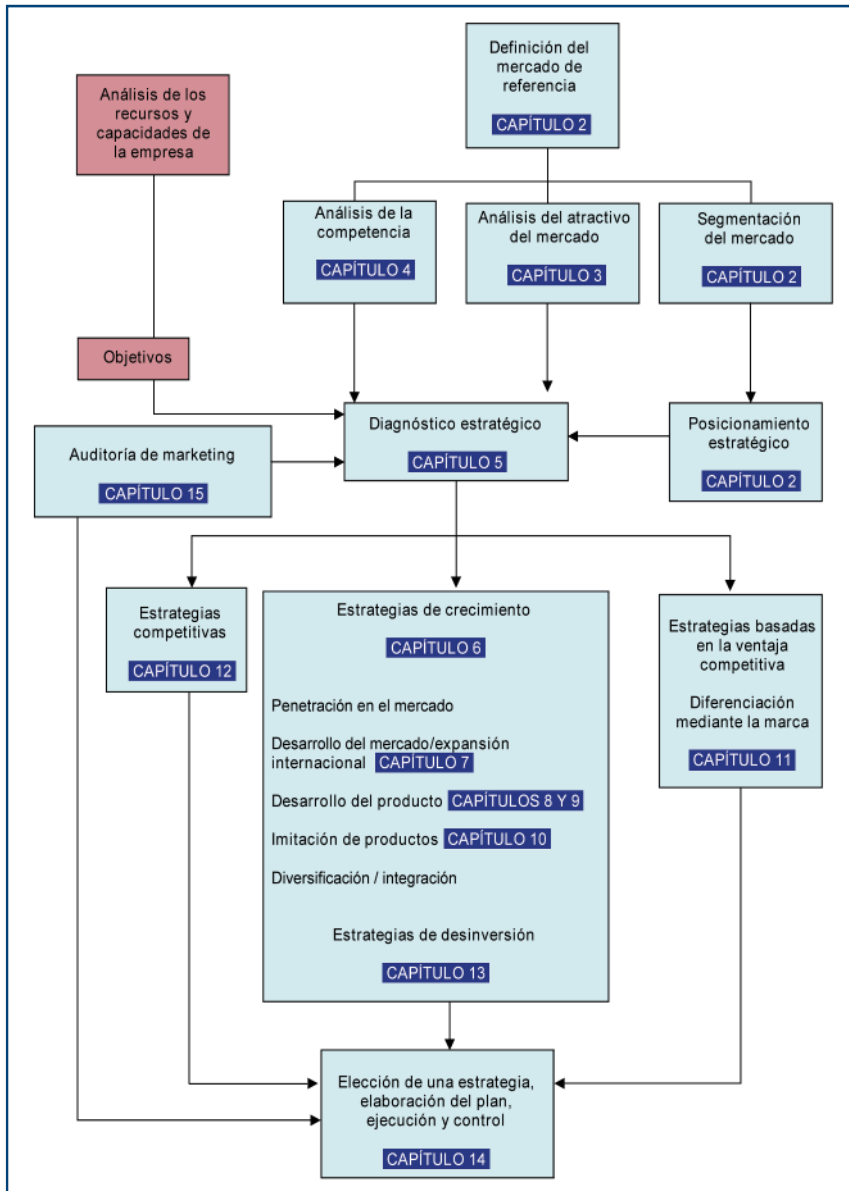 Definición del
mercado de
referencia
CAPÍTULO 2
Análisis de los
recursos y
capacidades de
la empresa
Análisis de la
competencia
CAPÍTULO 4
Análisis del atractivo
del mercado
CAPÍTULO 3
Segmentación
del mercado
CAPÍTULO 2
Objetivos
Diagnóstico estratégico
CAPÍTULO 5
Posicionamiento
estratégico
CAPÍTULO 2
Auditoría de marketing
CAPÍTULO 15
Estrategias
competitivas
CAPÍTULO 12
Estrategias de crecimiento
CAPÍTULO 6
Penetración en el mercado
Desarrollo del mercado/expansión
internacional CAPÍTULO 7
Desarrollo del producto CAPÍTULOS 8 Y 9
Imitación de productos CAPÍTULO 10
Diversificación / integración
Estrategias de desinversión
CAPÍTULO 13
Estrategias basadas
en la ventaja
competitiva
Diferenciación
mediante la marca
CAPÍTULO 11
Elección de una estrategia,
elaboración del plan,
ejecución y control
CAPÍTULO 14